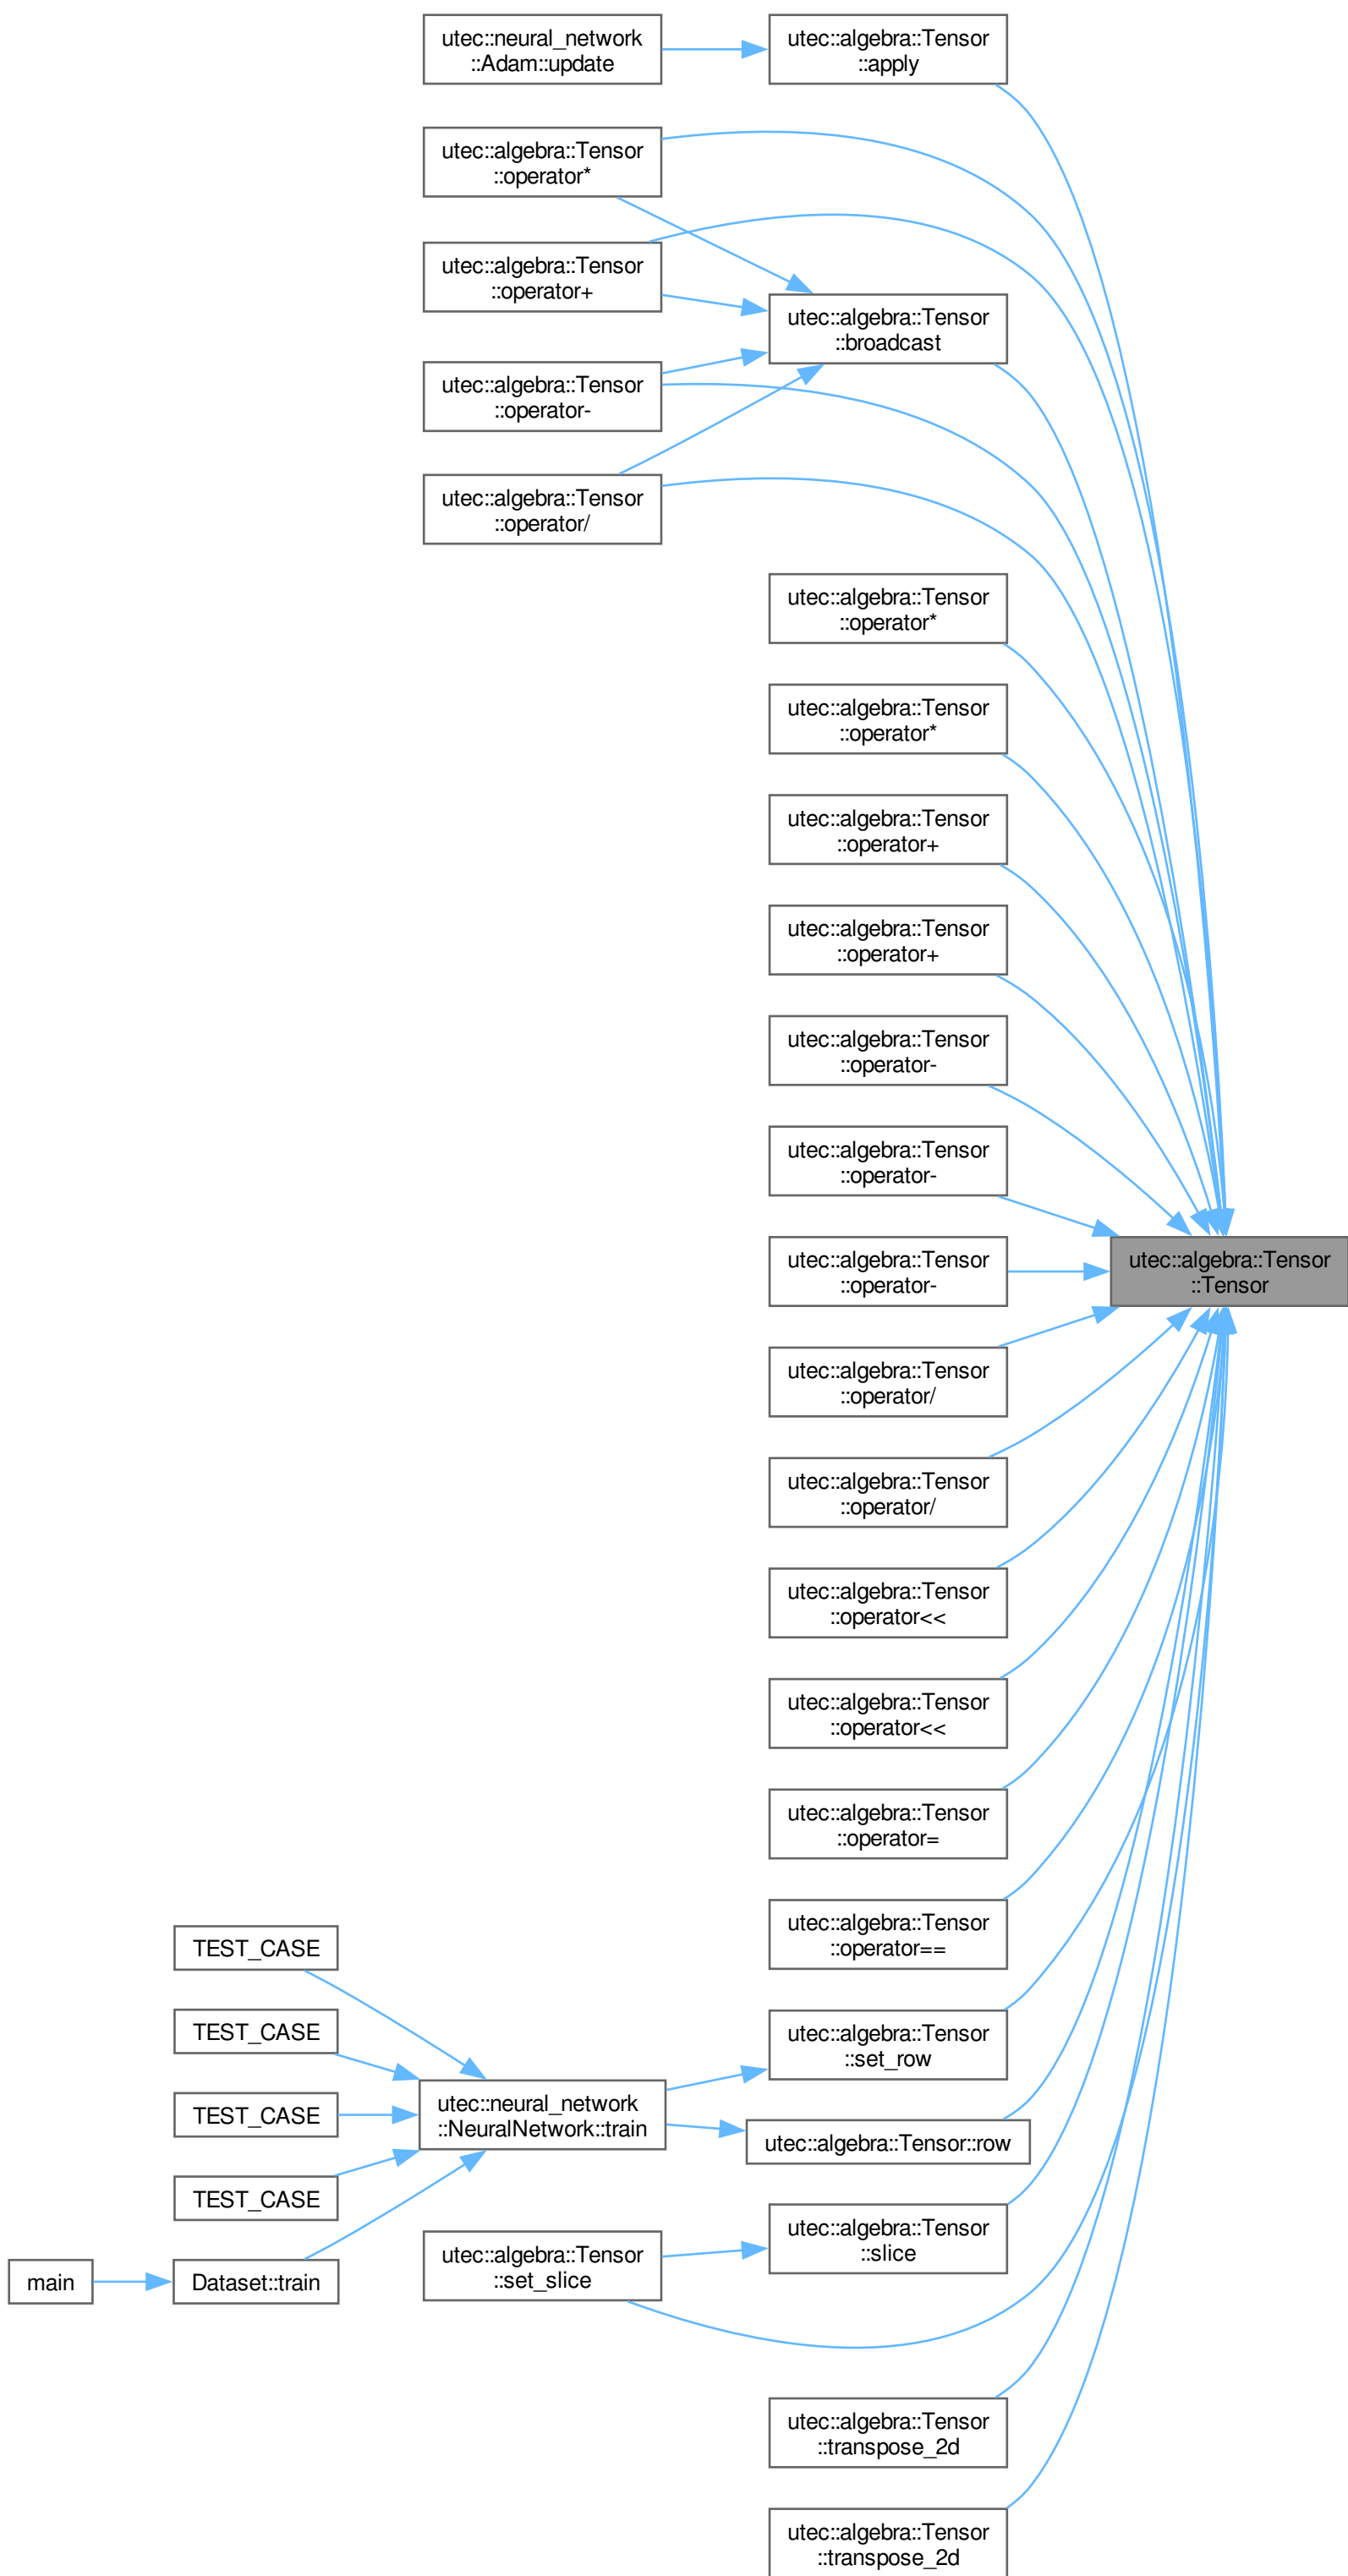 utec::neural_network
::Adam::update
utec::algebra::Tensor
::apply
utec::algebra::Tensor
::operator*
utec::algebra::Tensor
::operator+
utec::algebra::Tensor
::broadcast
utec::algebra::Tensor
::operator-
utec::algebra::Tensor
::operator/
utec::algebra::Tensor
::operator*
utec::algebra::Tensor
::operator*
utec::algebra::Tensor
::operator+
utec::algebra::Tensor
::operator+
utec::algebra::Tensor
::operator-
utec::algebra::Tensor
::operator-
utec::algebra::Tensor
::operator-
utec::algebra::Tensor
::Tensor
utec::algebra::Tensor
::operator/
utec::algebra::Tensor
::operator/
utec::algebra::Tensor
::operator<<
utec::algebra::Tensor
::operator<<
utec::algebra::Tensor
::operator=
utec::algebra::Tensor
::operator==
TEST_CASE
TEST_CASE
TEST_CASE
TEST_CASE
utec::algebra::Tensor
::set_row
utec::neural_network
::NeuralNetwork::train
utec::algebra::Tensor::row
utec::algebra::Tensor
::slice
utec::algebra::Tensor
::set_slice
main
Dataset::train
utec::algebra::Tensor
::transpose_2d
utec::algebra::Tensor
::transpose_2d